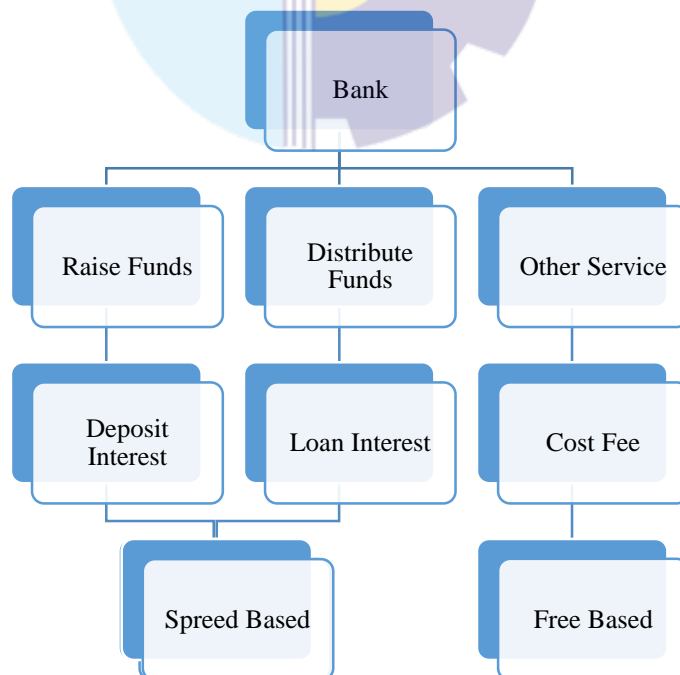 Bank
Raise Funds
Distribute
Funds
Other Service
Deposit
Interest
Loan Interest
Cost Fee
Spreed Based
Free Based